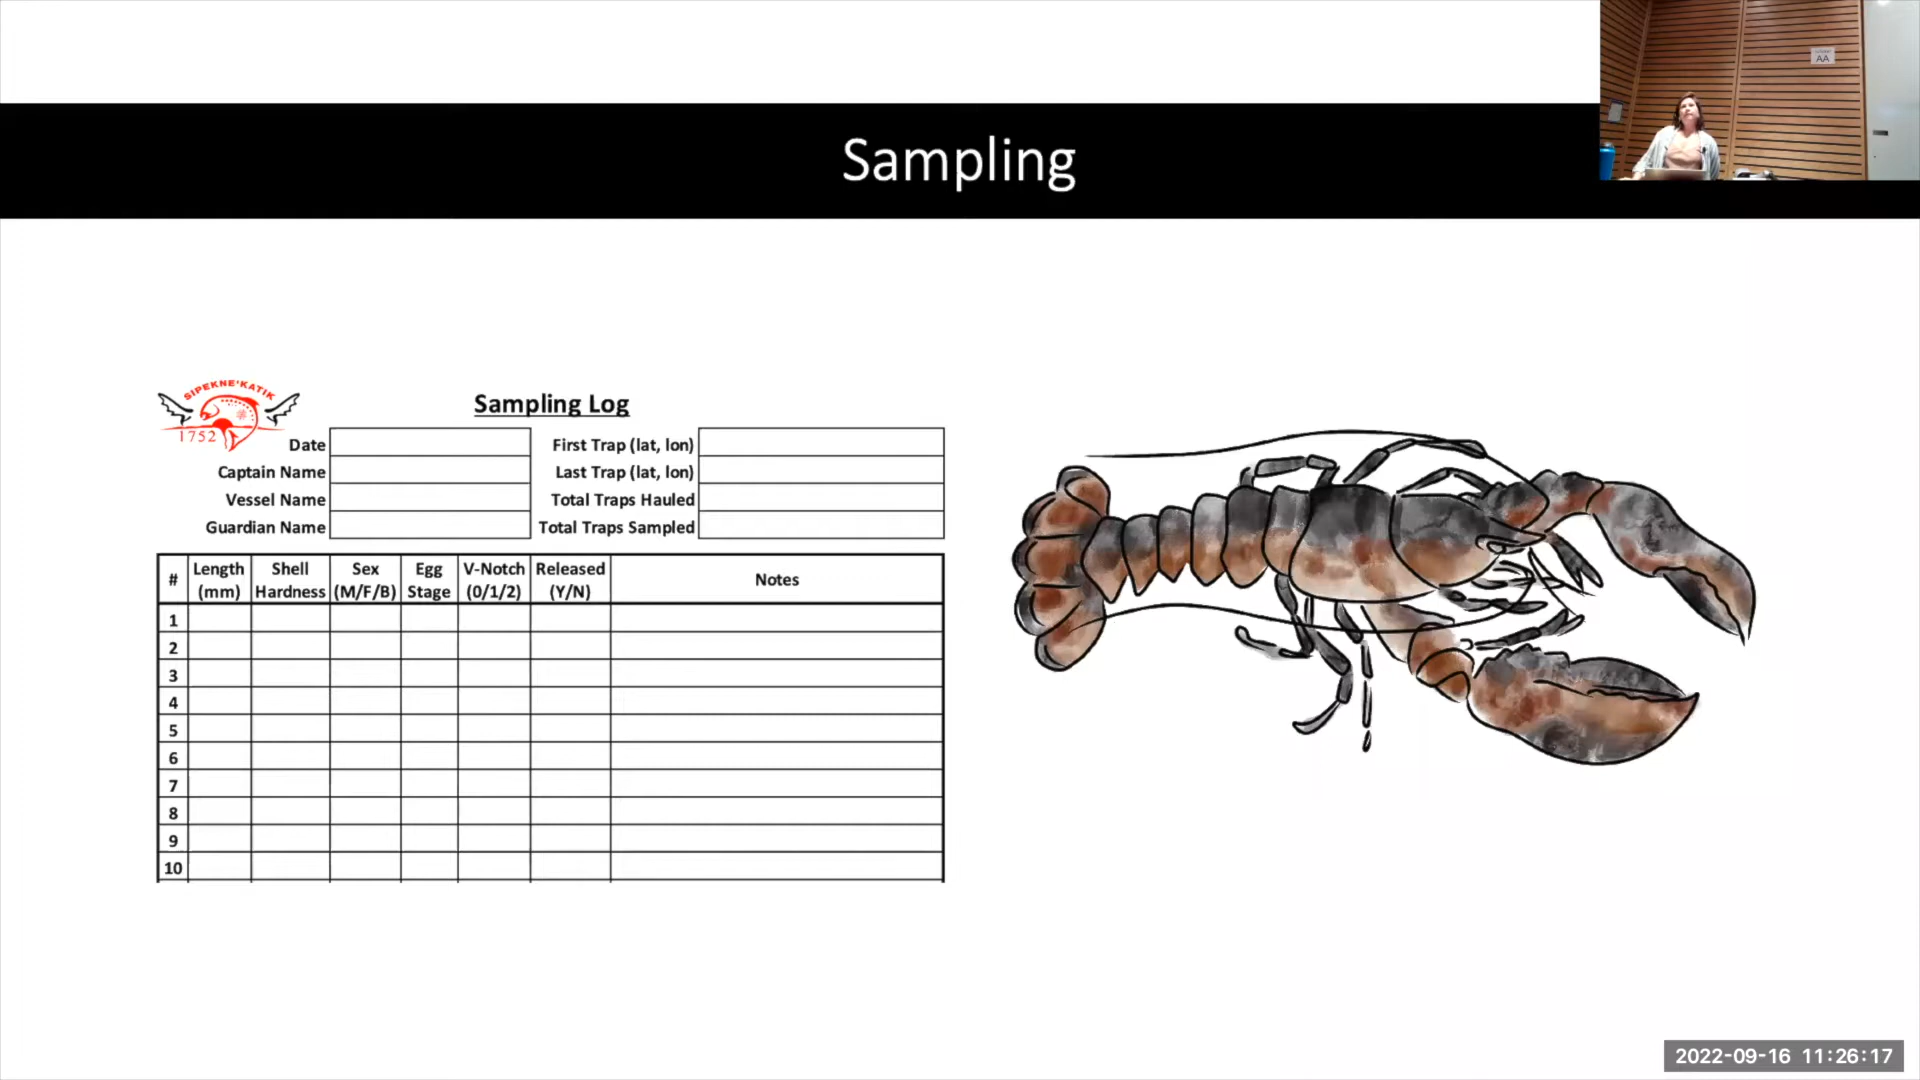 AA
Sampling
SIPEKNE'KATIK
1752
Sampling Log
Date
First Trap (lat, lon)
Captain Name
Last Trap (lat, lon)
Vessel Name
Total Traps Hauled
Guardian Name
Total Traps Sampled
# Length (mm) Shell Hardness Sex (M/F/B) Egg Stage V-Notch (0/1/2) Released (Y/N) Notes
1
2
3
4
5
6
7
8
9
10
2022-09-16 11:26:17